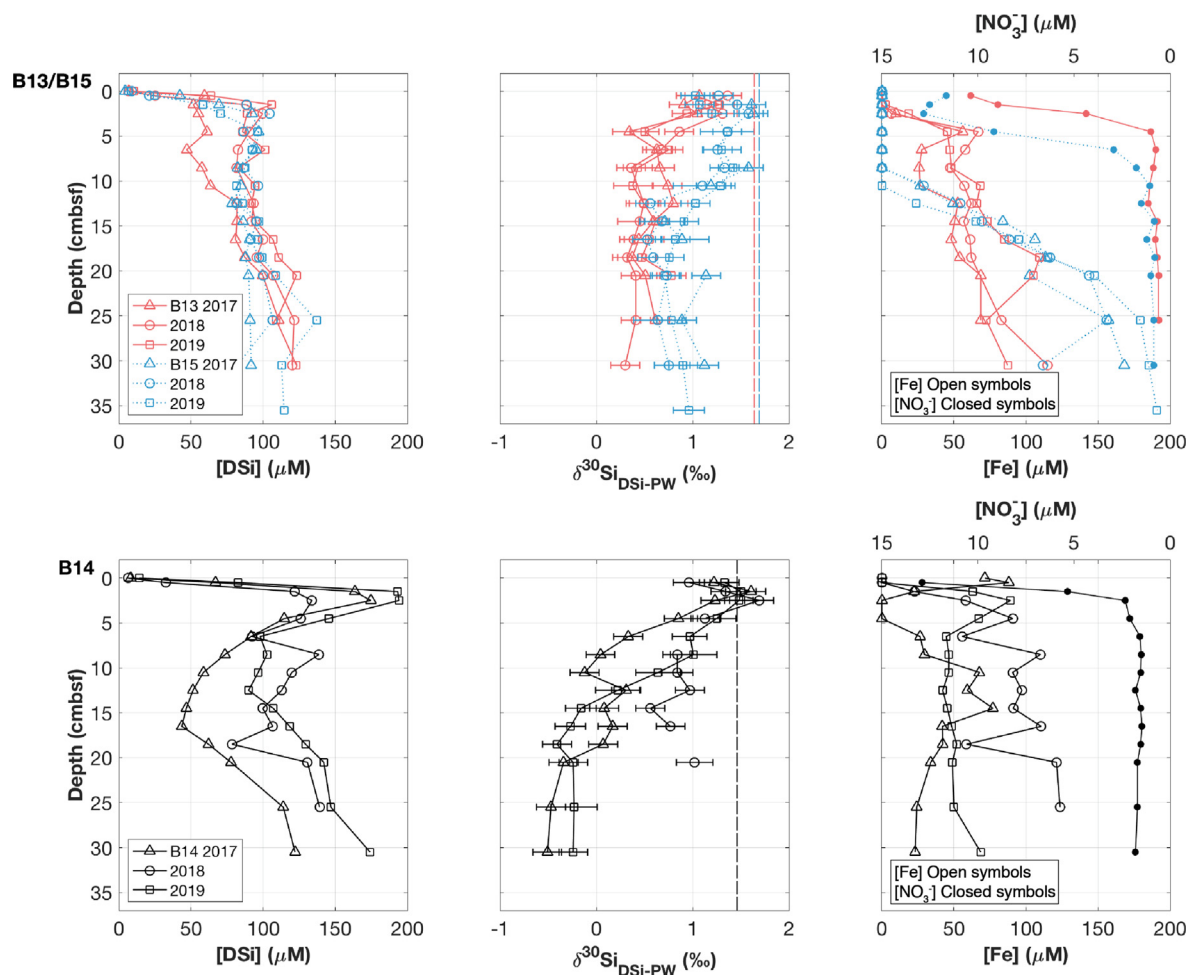 [NO₃⁻] (μM)
B13/B15
15 10 5 0
0
5
10
15
20
25
30
35
Depth (cmbsf)
B13 2017
2018
2019
B15 2017
2018
2019
[Fe] Open symbols
[NO₃⁻] Closed symbols
0 50 100 150 200
-1 0 1 2
0 50 100 150 200
[DSi] (μM)
δ³⁰Si DSi-PW (‰)
[Fe] (μM)
[NO₃⁻] (μM)
B14
15 10 5 0
0
5
10
15
20
25
30
35
Depth (cmbsf)
B14 2017
2018
2019
[Fe] Open symbols
[NO₃⁻] Closed symbols
0 50 100 150 200
-1 0 1 2
0 50 100 150 200
[DSi] (μM)
δ³⁰Si DSi-PW (‰)
[Fe] (μM)